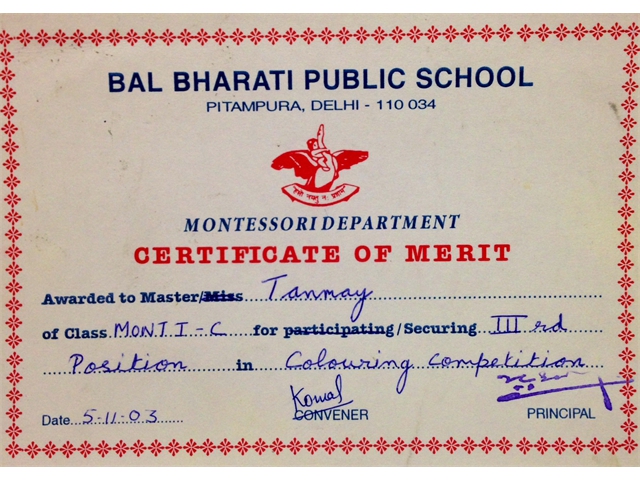 BAL BHARATI PUBLIC SCHOOL
PITAMPURA, DELHI - 110 034
MONTESSORI DEPARTMENT
CERTIFICATE OF MERIT
Awarded to Master/Miss Tanmay
of Class MONT I - C for participating/Securing III rd
Position in Colouring Competition
Komal
Date 5-11-03 CONVENER PRINCIPAL